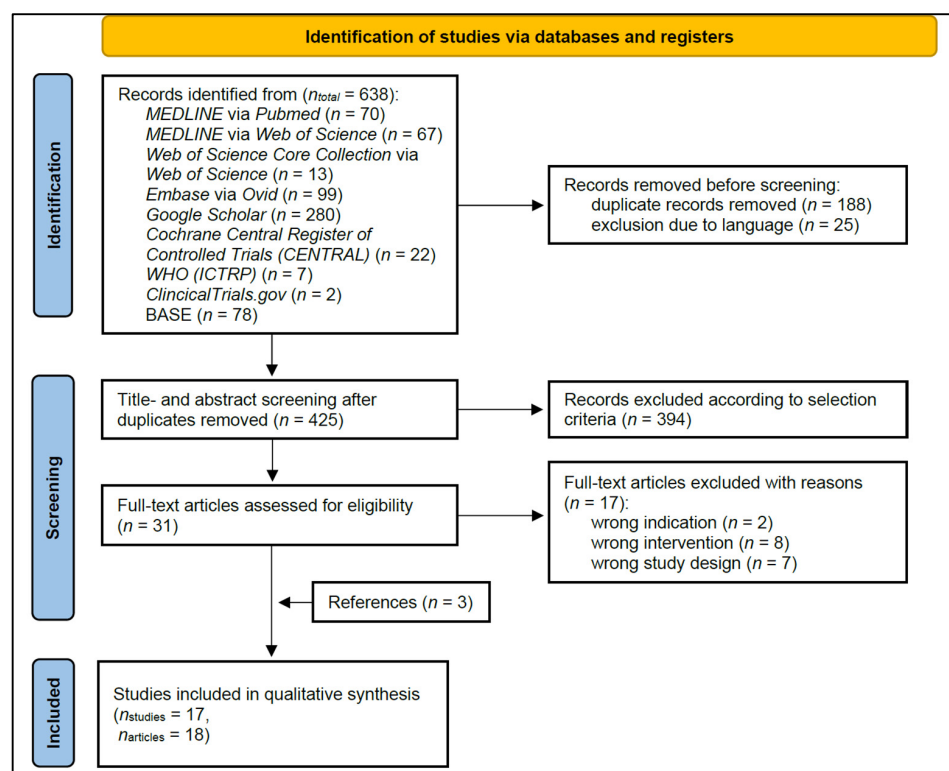 Identification of studies via databases and registers
Identification
Records identified from (ntotal = 638):
MEDLINE via Pubmed (n = 70)
MEDLINE via Web of Science (n = 67)
Web of Science Core Collection via
Web of Science (n = 13)
Embase via Ovid (n = 99)
Google Scholar (n = 280)
Cochrane Central Register of
Controlled Trials (CENTRAL) (n = 22)
WHO (ICTRP) (n = 7)
ClincicalTrials.gov (n = 2)
BASE (n = 78)
Records removed before screening:
duplicate records removed (n = 188)
exclusion due to language (n = 25)
Screening
Title- and abstract screening after
duplicates removed (n = 425)
Records excluded according to selection
criteria (n = 394)
Full-text articles assessed for eligibility
(n = 31)
Full-text articles excluded with reasons
(n = 17):
wrong indication (n = 2)
wrong intervention (n = 8)
wrong study design (n = 7)
References (n = 3)
Included
Studies included in qualitative synthesis
(nstudies = 17,
narticles = 18)